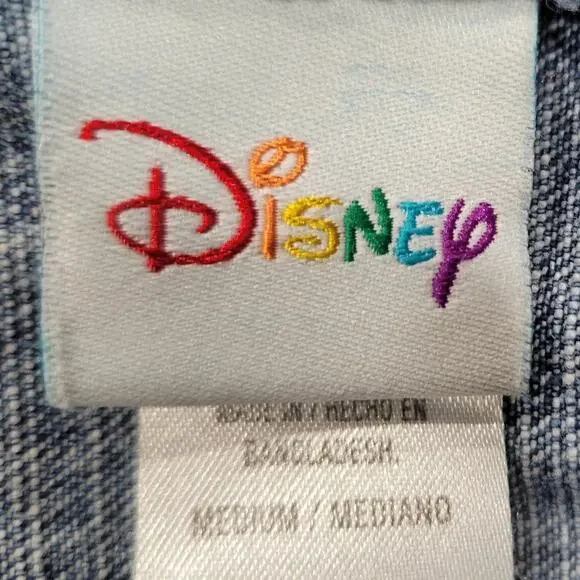 DISNEY
MADE IN / HECHO EN
BANGLADESH.
MEDIUM / MEDIANO